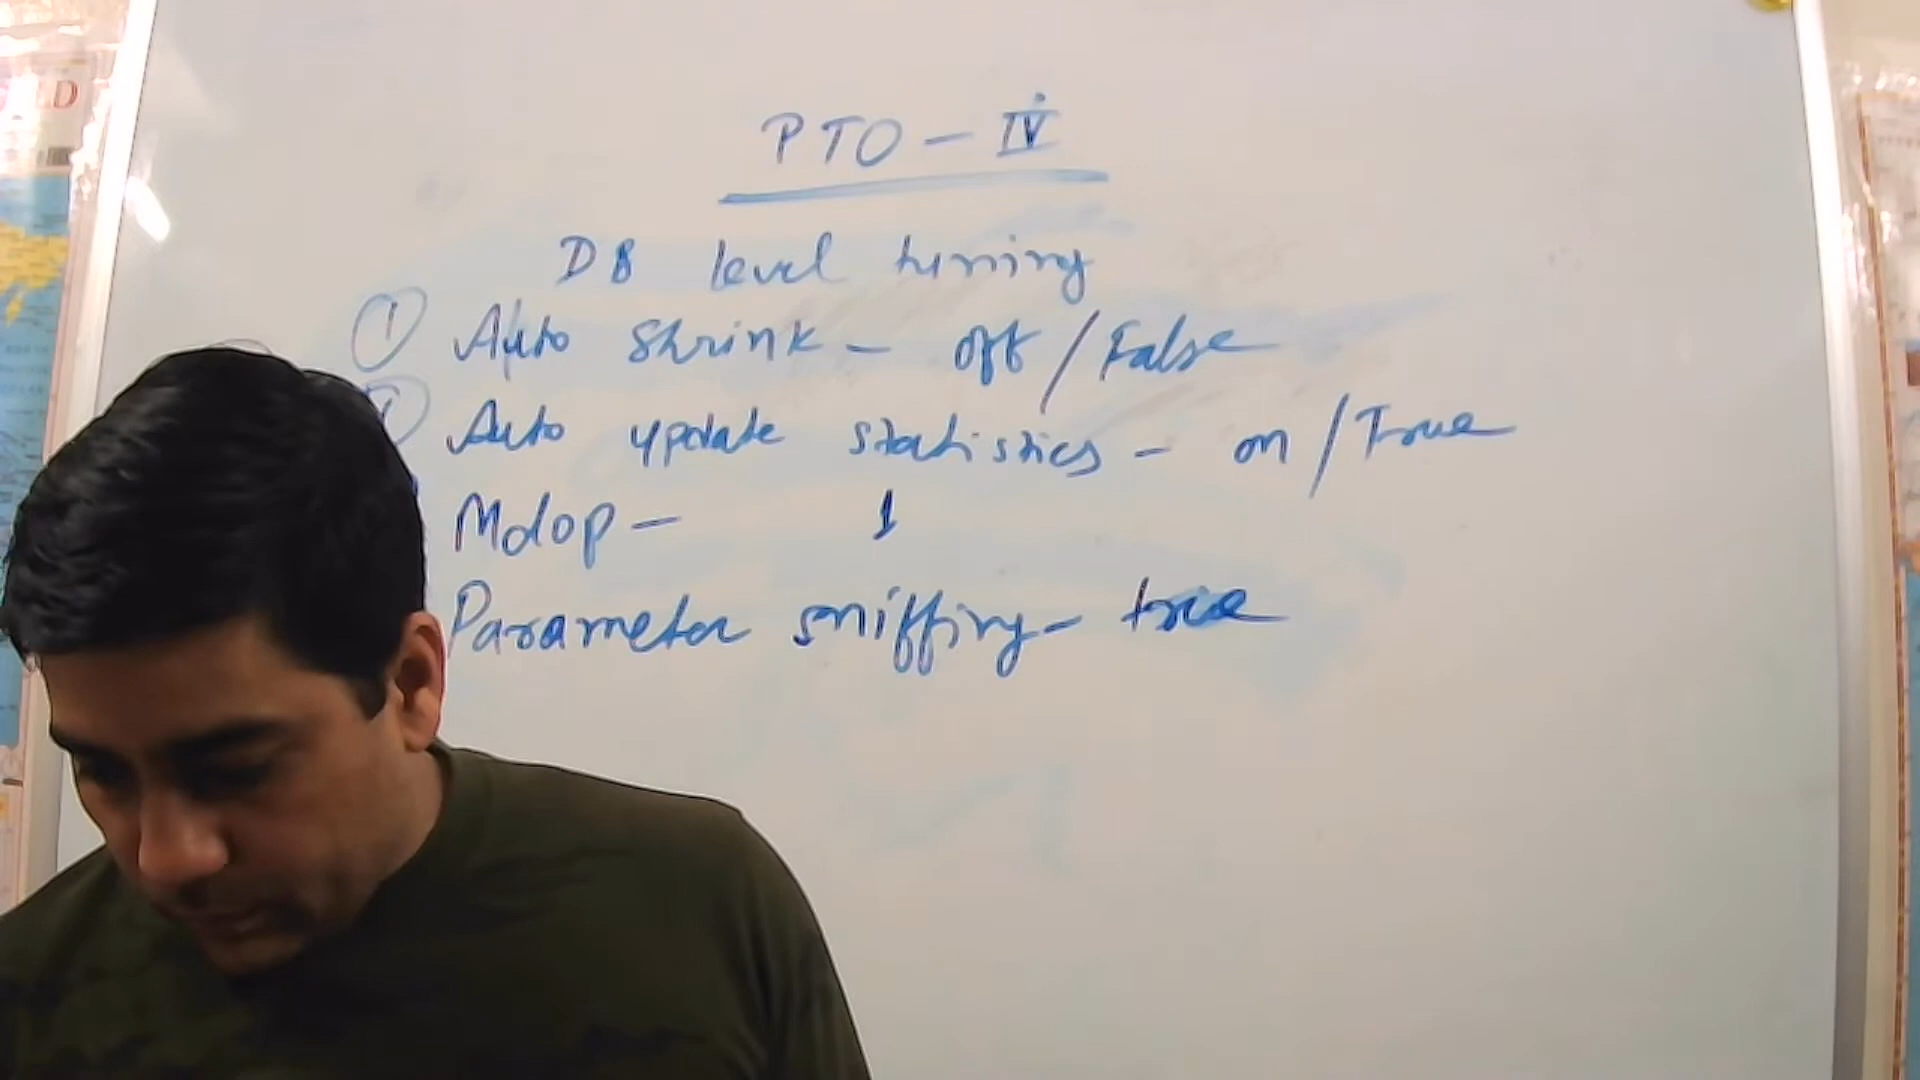 PTO - IV
DB level tuning
① Auto Shrink - off / False
Auto update statistics - on / True
Mdop - 1
Parameter sniffing - true
LD